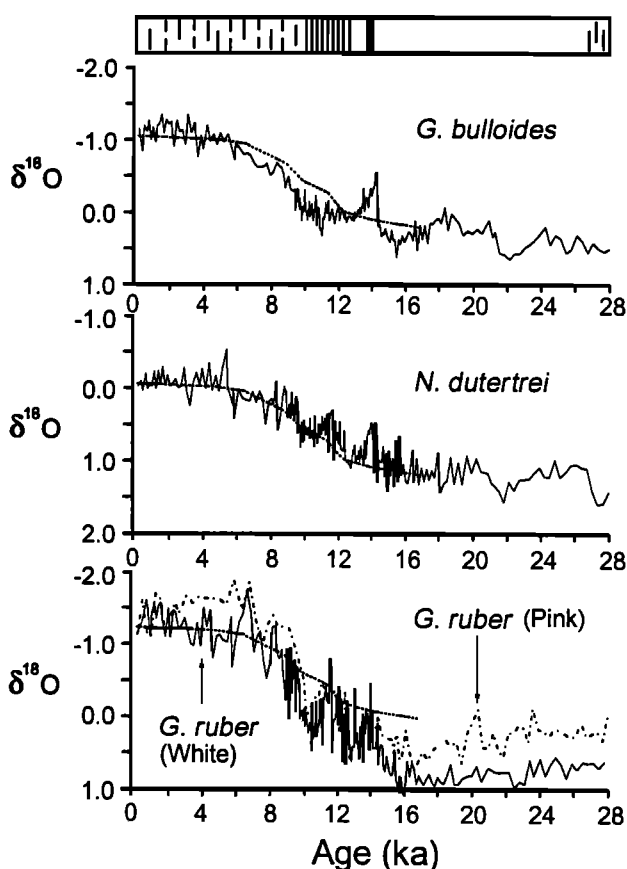 -2.0
-1.0
0.0
1.0
δ¹⁸O
G. bulloides
0 4 8 12 16 20 24 28
-1.0
0.0
1.0
2.0
δ¹⁸O
N. dutertrei
0 4 8 12 16 20 24 28
-2.0
-1.0
0.0
1.0
δ¹⁸O
G. ruber (Pink)
G. ruber
(White)
0 4 8 12 16 20 24 28
Age (ka)